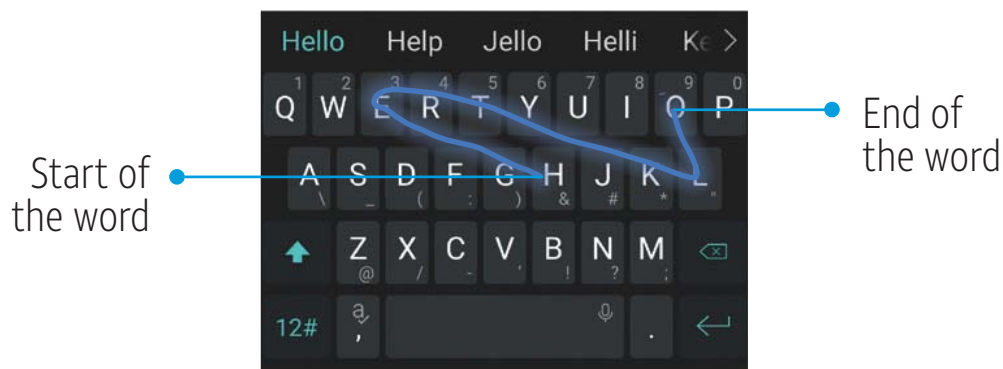 Hello Help Jello Helli Ke >
1 2 3 4 5 6 7 8 9 0
Q W E R T Y U I O P
A S D F G H J K L
\ _ ( : ) & # * "
Z X C V B N M
@ / - ' ! ? ;
12# a , .
Start of
the word
End of
the word